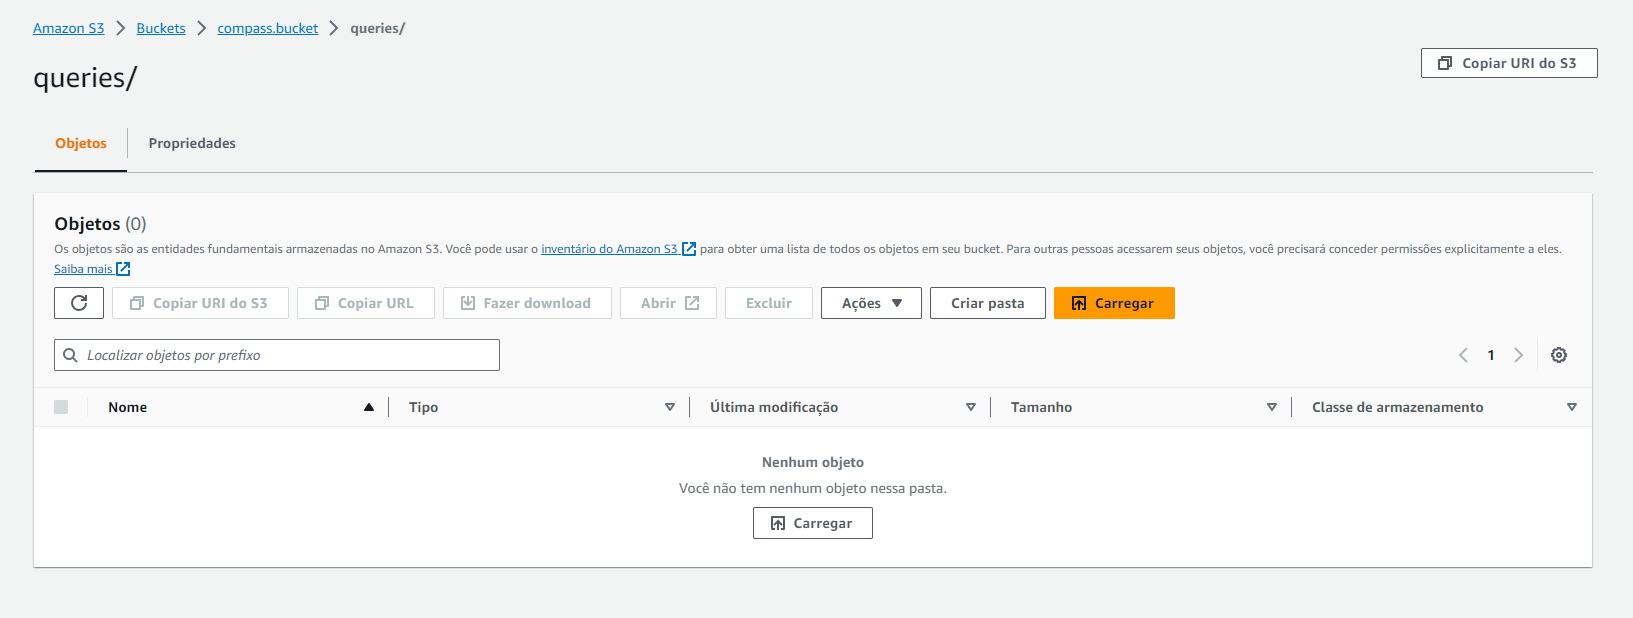 Amazon S3 > Buckets > compass.bucket > queries/
queries/
Copiar URI do S3
Objetos Propriedades
Objetos (0)
Os objetos são as entidades fundamentais armazenadas no Amazon S3. Você pode usar o inventário do Amazon S3 para obter uma lista de todos os objetos em seu bucket. Para outras pessoas acessarem seus objetos, você precisará conceder permissões explicitamente a eles.
Saiba mais
Copiar URI do S3 Copiar URL Fazer download Abrir Excluir Ações Criar pasta Carregar
Localizar objetos por prefixo 1
Nome Tipo Última modificação Tamanho Classe de armazenamento
Nenhum objeto
Você não tem nenhum objeto nessa pasta.
Carregar